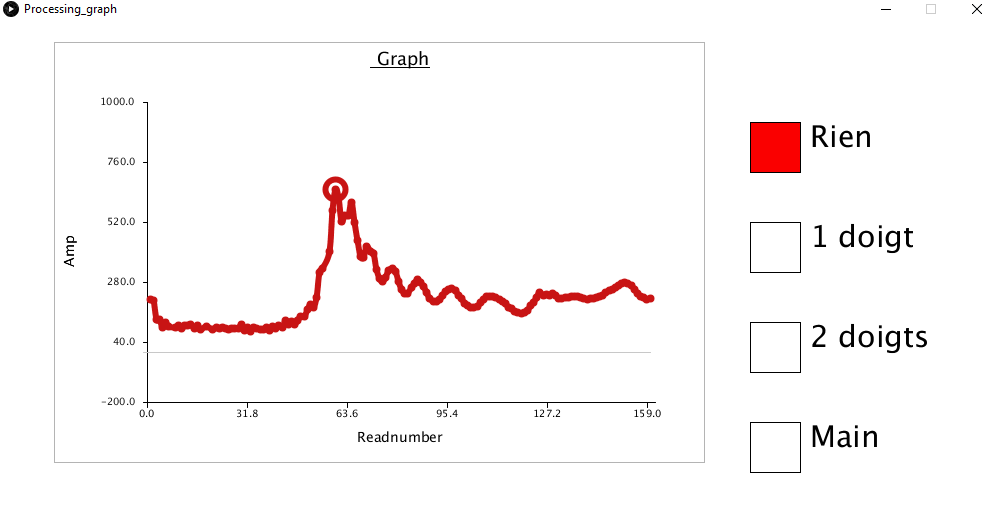 Processing_graph
Graph
1000.0
760.0
520.0
280.0
40.0
-200.0
Amp
0.0 31.8 63.6 95.4 127.2 159.0
Readnumber
Rien
1 doigt
2 doigts
Main